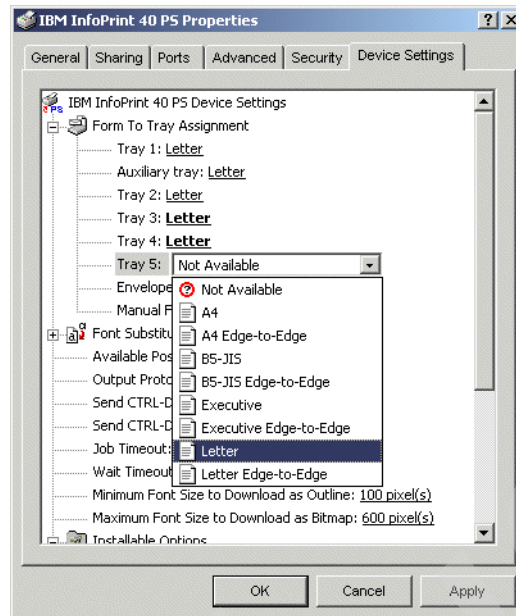 IBM InfoPrint 40 PS Properties
General Sharing Ports Advanced Security Device Settings
IBM InfoPrint 40 PS Device Settings
Form To Tray Assignment
Tray 1: Letter
Auxiliary tray: Letter
Tray 2: Letter
Tray 3: Letter
Tray 4: Letter
Tray 5: Not Available
Envelope Not Available
Manual F A4
Font Substitu A4 Edge-to-Edge
Available Pos B5-JIS
Output Proto B5-JIS Edge-to-Edge
Send CTRL-D Executive
Send CTRL-D Executive Edge-to-Edge
Job Timeout: Letter
Wait Timeout Letter Edge-to-Edge
Minimum Font Size to Download as Outline: 100 pixel(s)
Maximum Font Size to Download as Bitmap: 600 pixel(s)
Installable Options
OK Cancel Apply